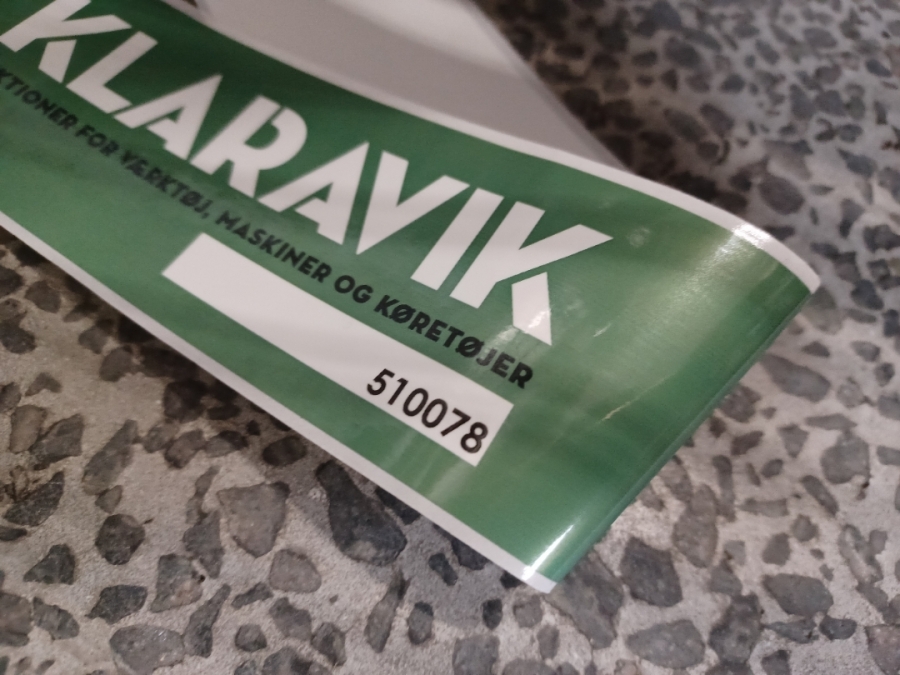 KLARAVIK
KTIONER FOR VÆRKTØJ, MASKINER OG KØRETØJER
510078